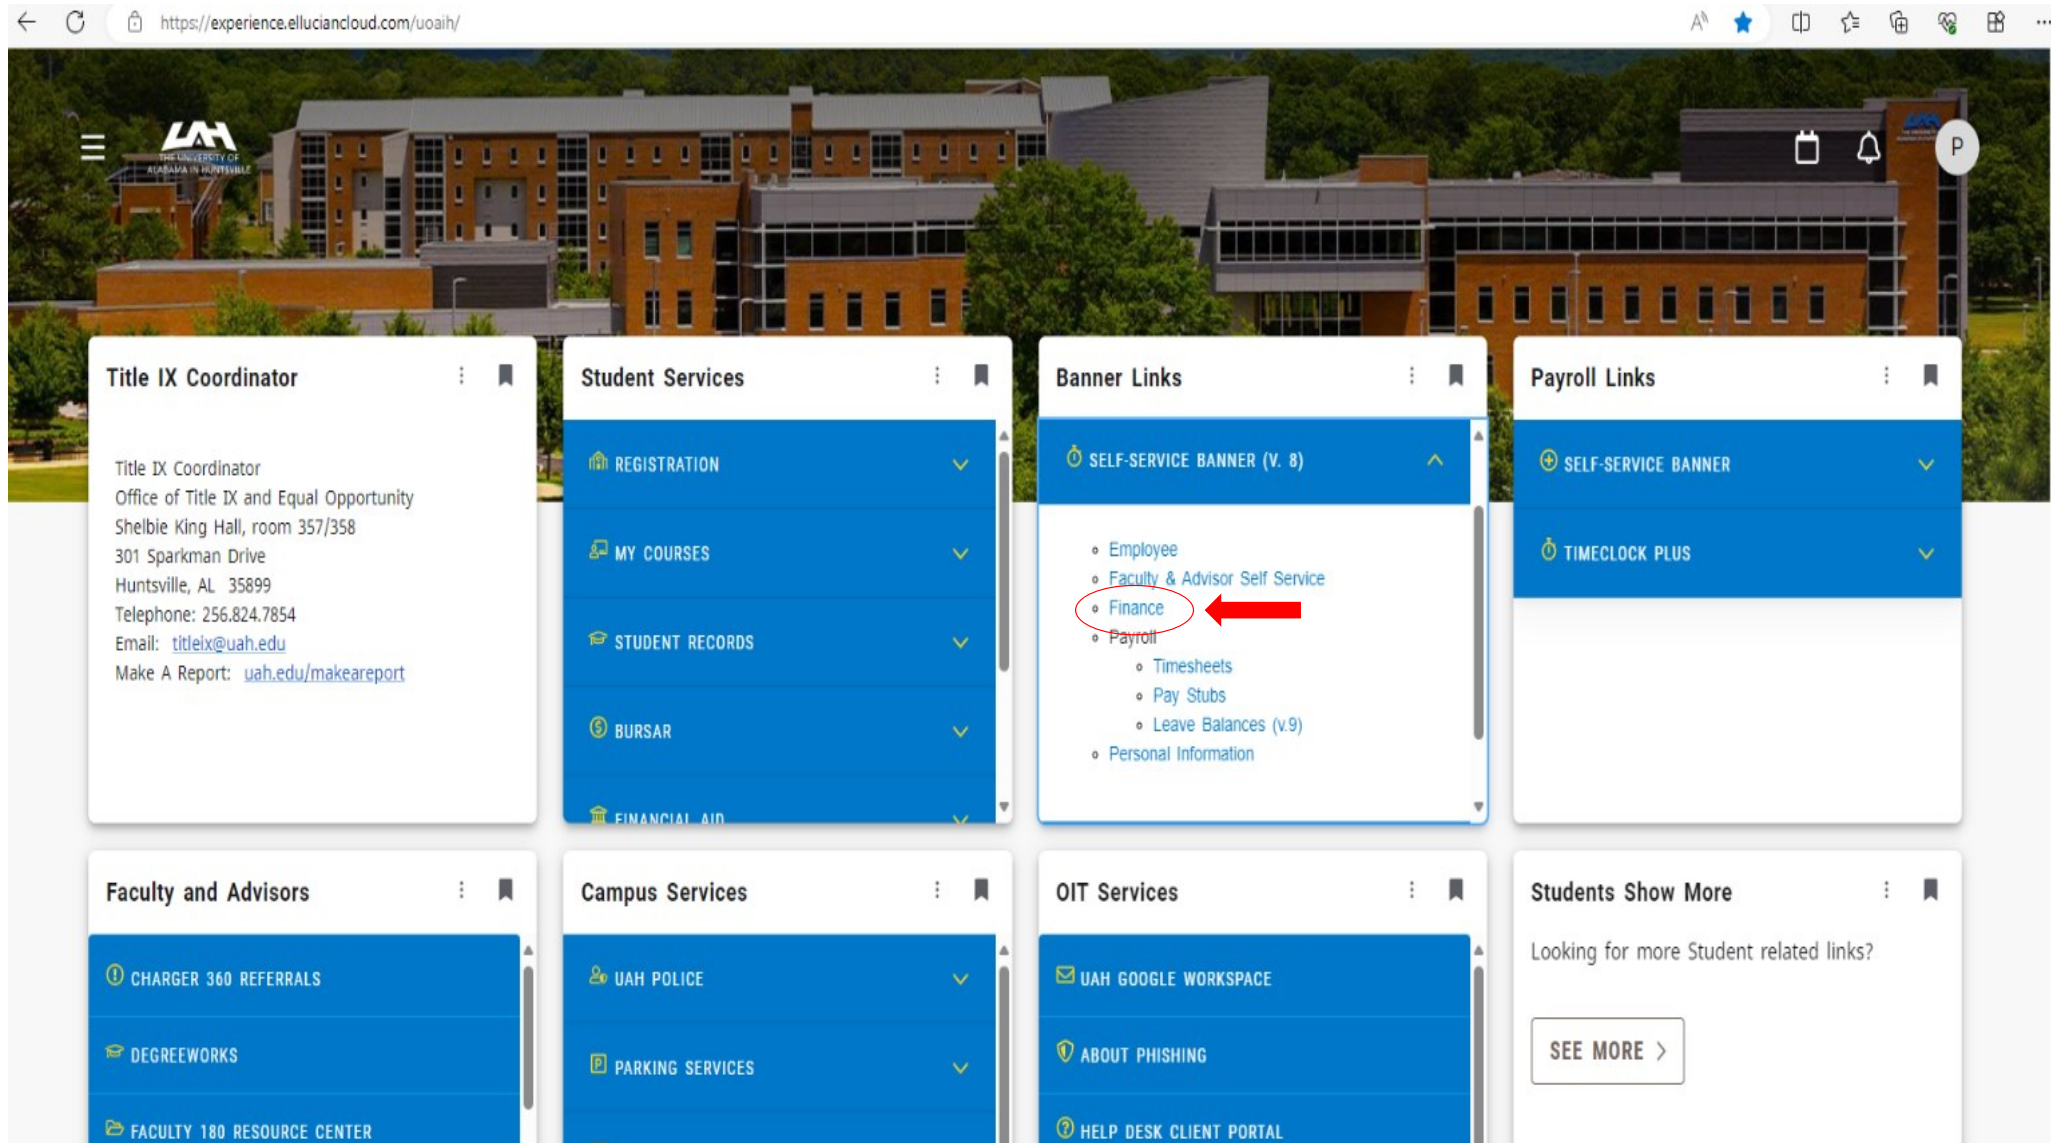 https://experience.elluciancloud.com/uoaih/
UAH
THE UNIVERSITY OF
ALABAMA IN HUNTSVILLE
P
Title IX Coordinator
Title IX Coordinator
Office of Title IX and Equal Opportunity
Shelbie King Hall, room 357/358
301 Sparkman Drive
Huntsville, AL 35899
Telephone: 256.824.7854
Email: titleix@uah.edu
Make A Report: uah.edu/makeareport
Student Services
REGISTRATION
MY COURSES
STUDENT RECORDS
BURSAR
FINANCIAL AID
Banner Links
SELF-SERVICE BANNER (V. 8)
Employee
Faculty & Advisor Self Service
Finance
Payroll
Timesheets
Pay Stubs
Leave Balances (v.9)
Personal Information
Payroll Links
SELF-SERVICE BANNER
TIMECLOCK PLUS
Faculty and Advisors
CHARGER 360 REFERRALS
DEGREEWORKS
FACULTY 180 RESOURCE CENTER
Campus Services
UAH POLICE
PARKING SERVICES
OIT Services
UAH GOOGLE WORKSPACE
ABOUT PHISHING
HELP DESK CLIENT PORTAL
Students Show More
Looking for more Student related links?
SEE MORE